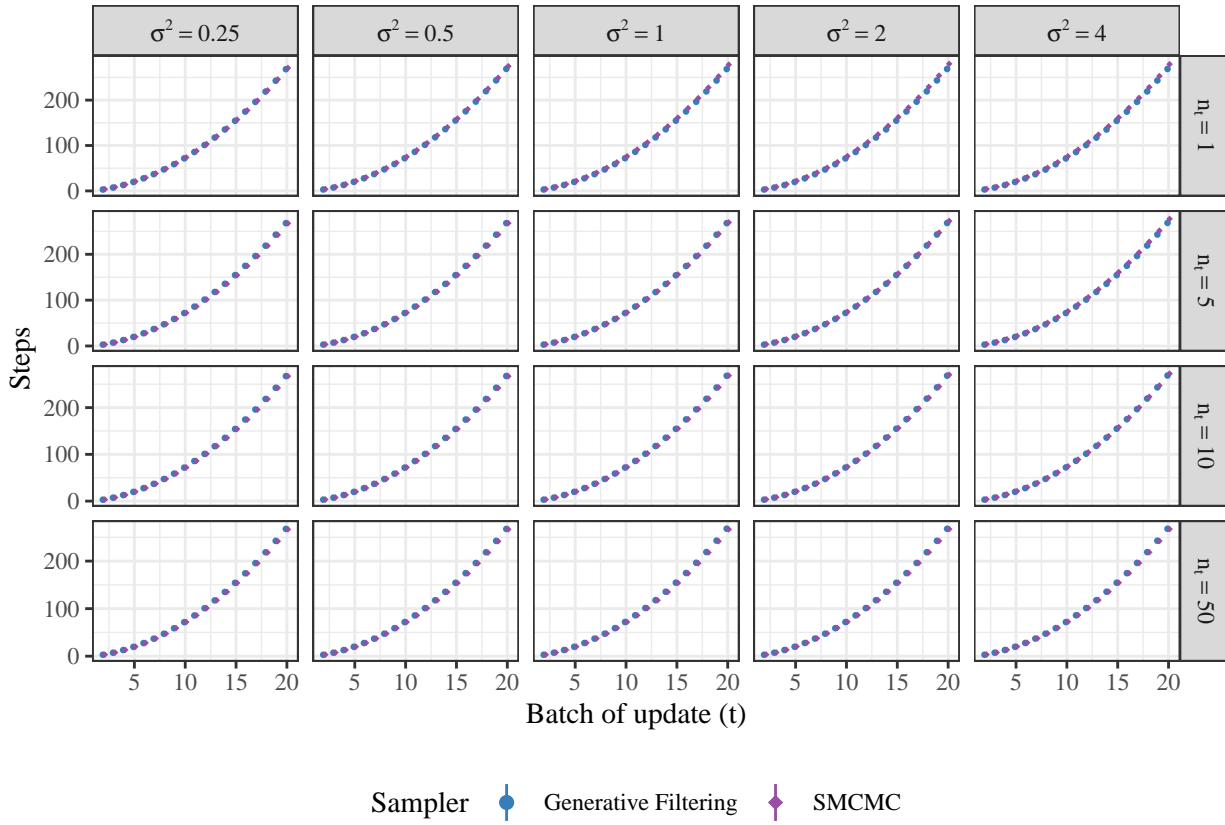 σ² = 0.25
σ² = 0.5
σ² = 1
σ² = 2
σ² = 4
200
100
0
nₜ = 1
200
100
0
nₜ = 5
200
100
0
nₜ = 10
200
100
0
nₜ = 50
Steps
5 10 15 20 5 10 15 20 5 10 15 20 5 10 15 20 5 10 15 20
Batch of update (t)
Sampler Generative Filtering SMCMC